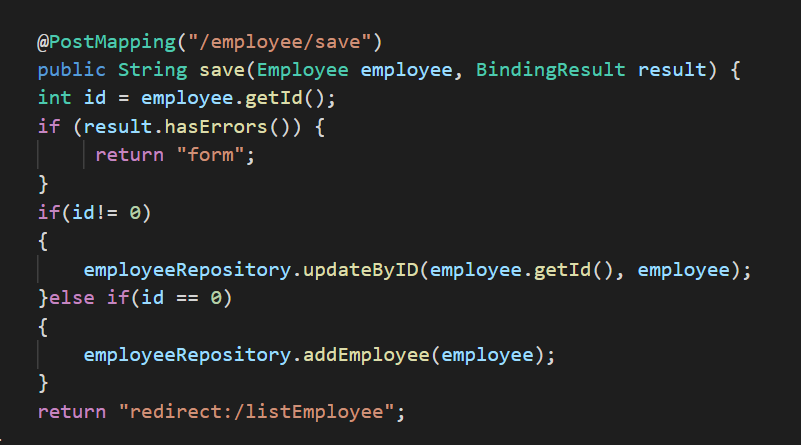 @PostMapping("/employee/save")
public String save(Employee employee, BindingResult result) {
int id = employee.getId();
if (result.hasErrors()) {
     return "form";
}
if(id!= 0)
{
    employeeRepository.updateByID(employee.getId(), employee);
}else if(id == 0)
{
    employeeRepository.addEmployee(employee);
}
return "redirect:/listEmployee";